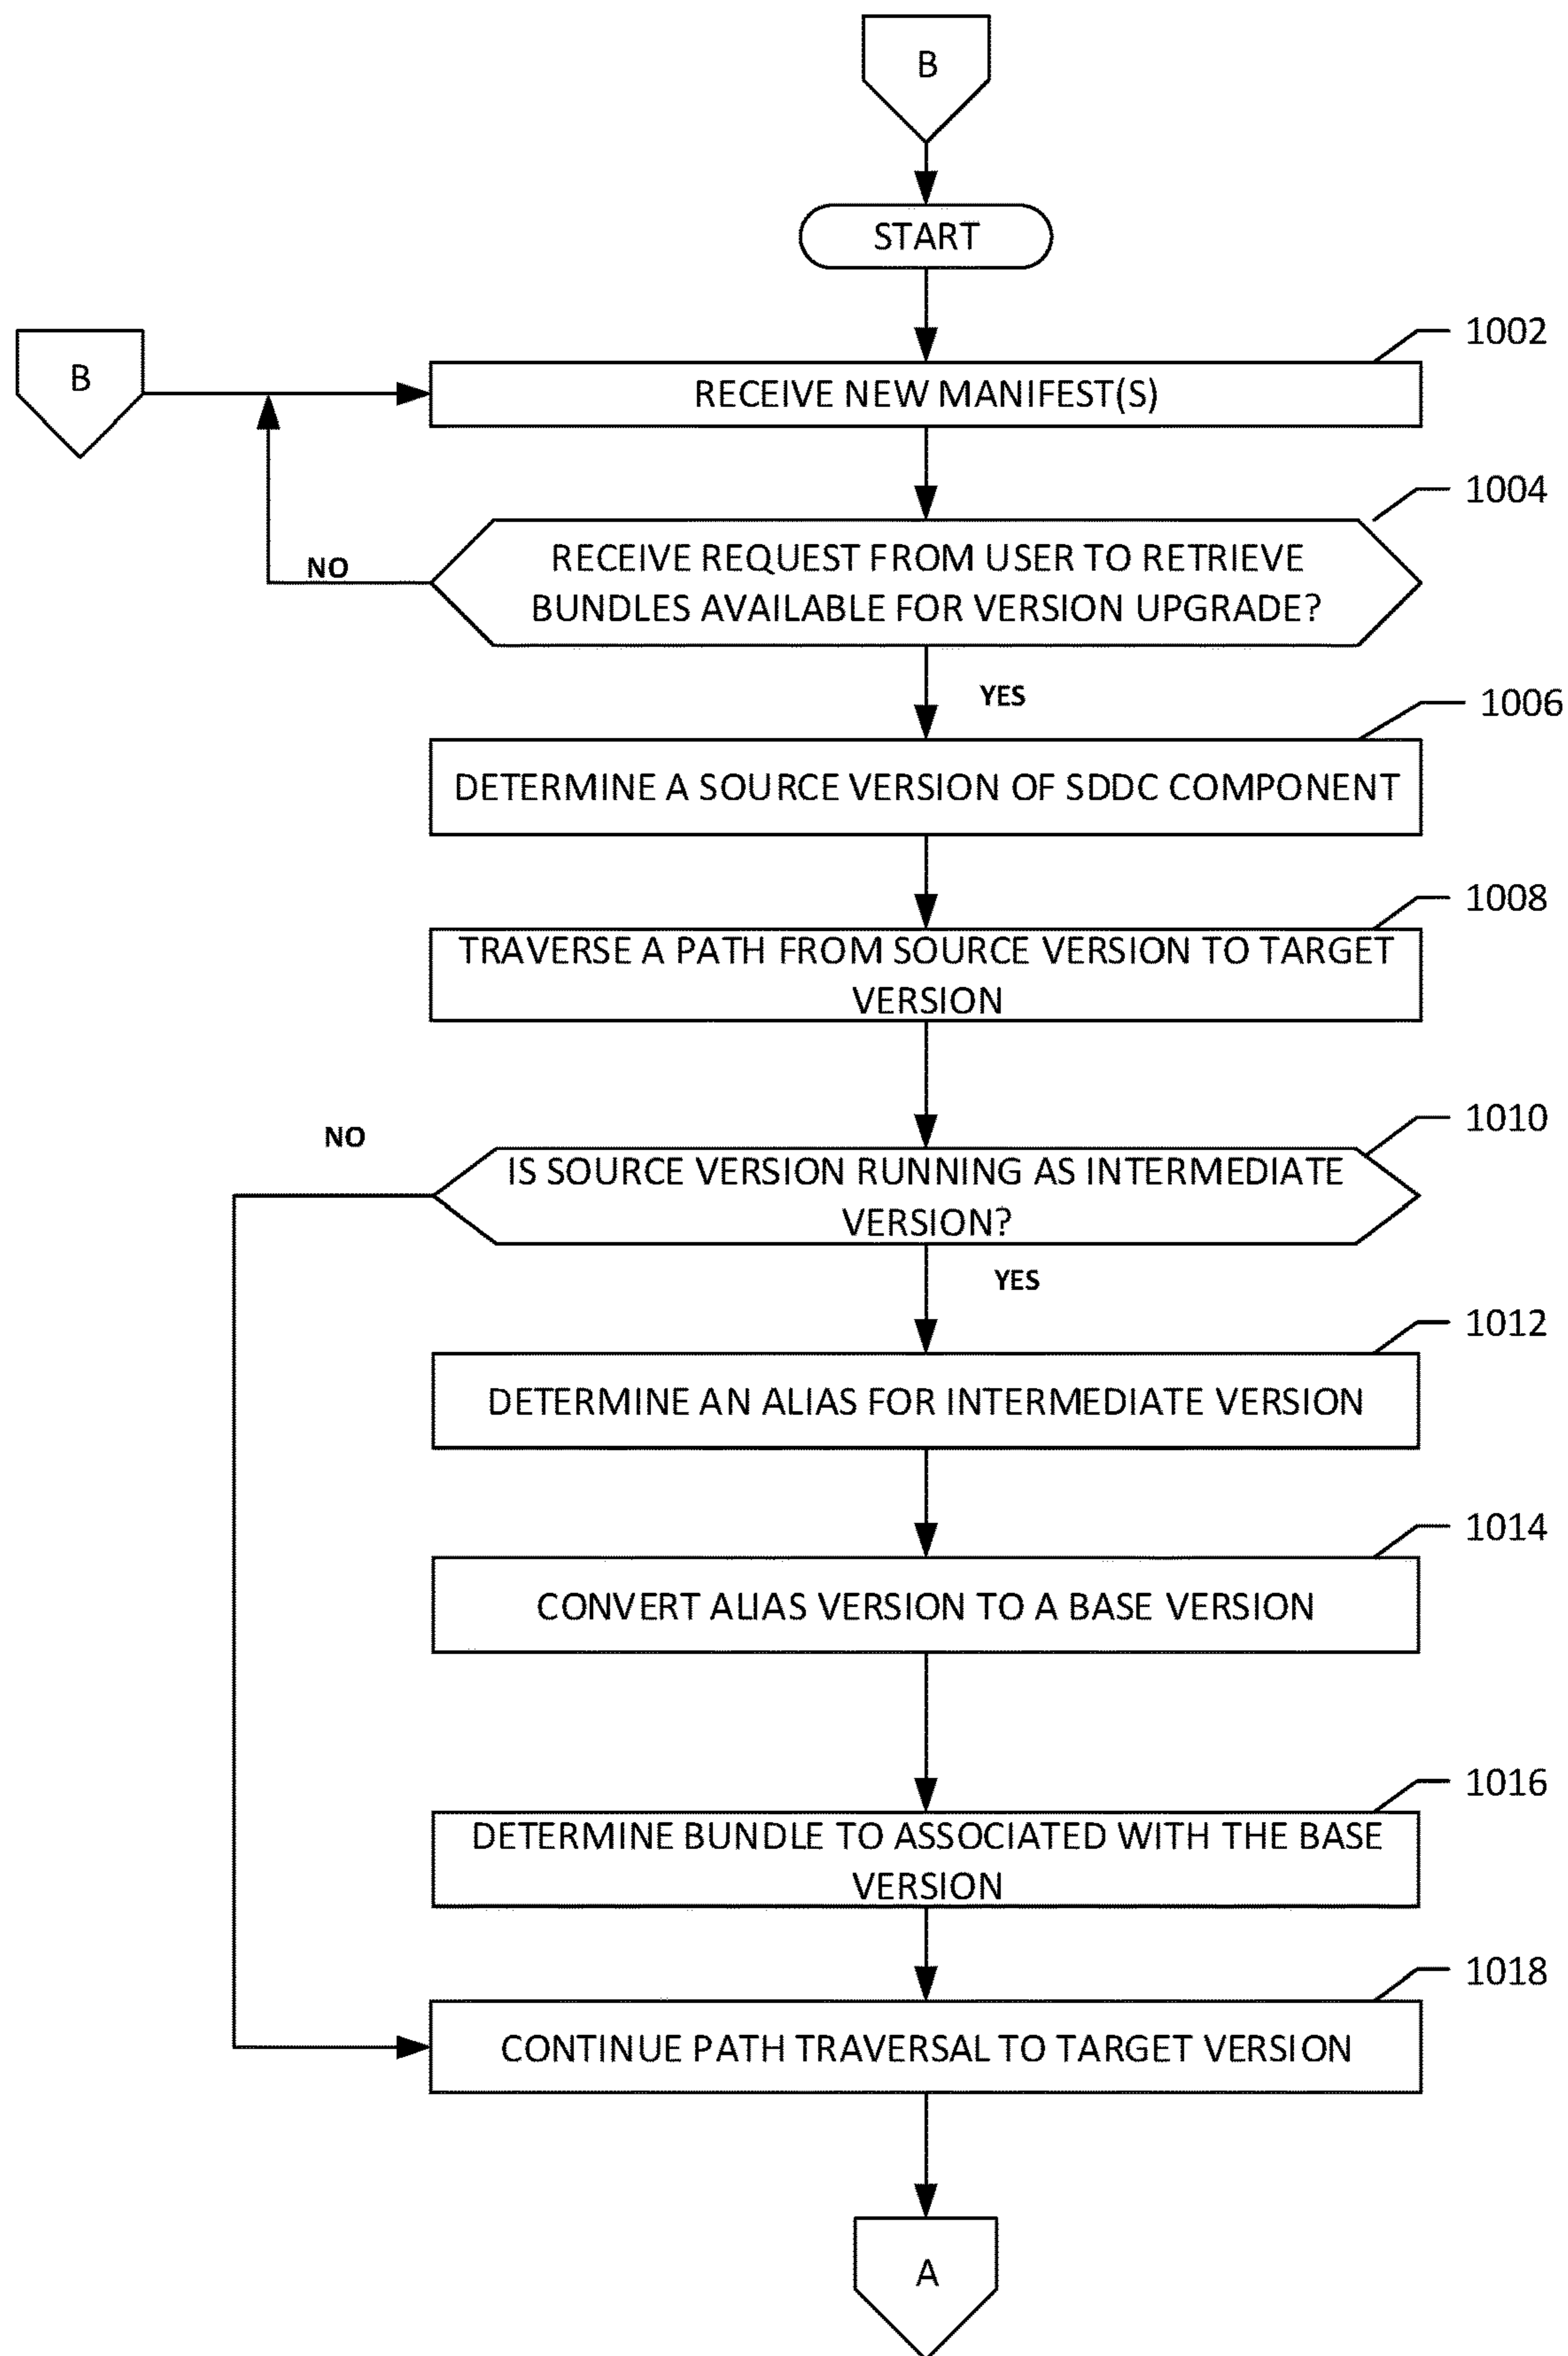 B
START
1002
B
RECEIVE NEW MANIFEST(S)
1004
RECEIVE REQUEST FROM USER TO RETRIEVE
BUNDLES AVAILABLE FOR VERSION UPGRADE?
NO
YES
1006
DETERMINE A SOURCE VERSION OF SDDC COMPONENT
1008
TRAVERSE A PATH FROM SOURCE VERSION TO TARGET
VERSION
1010
NO
IS SOURCE VERSION RUNNING AS INTERMEDIATE
VERSION?
YES
1012
DETERMINE AN ALIAS FOR INTERMEDIATE VERSION
1014
CONVERT ALIAS VERSION TO A BASE VERSION
1016
DETERMINE BUNDLE TO ASSOCIATED WITH THE BASE
VERSION
1018
CONTINUE PATH TRAVERSAL TO TARGET VERSION
A